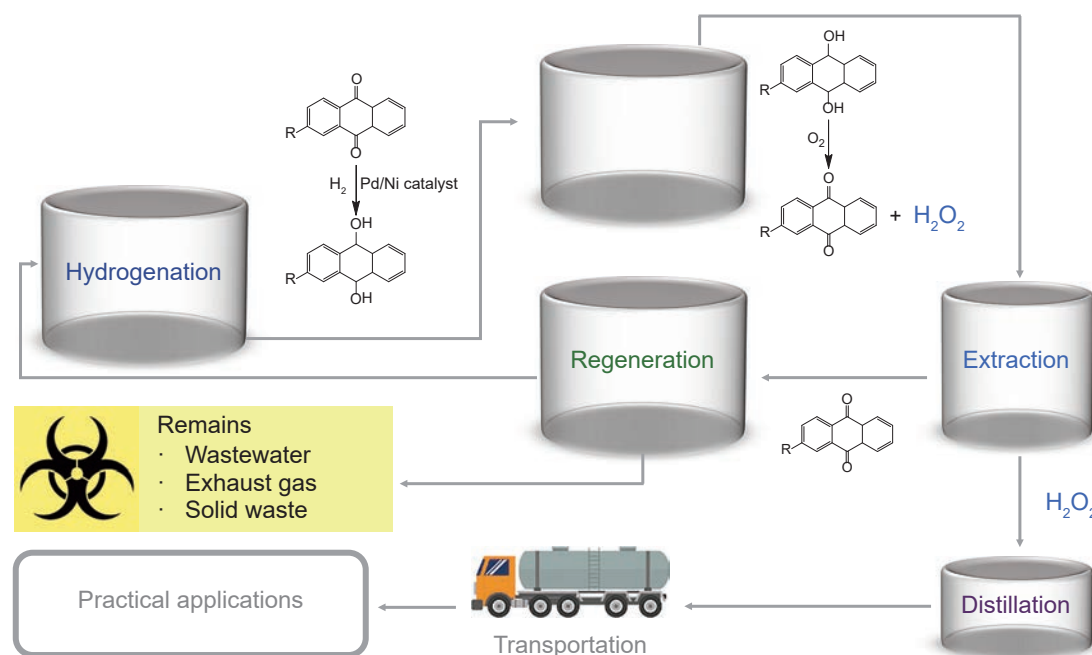 OH
R
OH
O₂
O
R
O
+ H₂O₂
O
R
O
H₂ Pd/Ni catalyst
OH
R
OH
Hydrogenation
Regeneration
Extraction
O
R
O
Remains
· Wastewater
· Exhaust gas
· Solid waste
H₂O₂
Distillation
Practical applications
Transportation